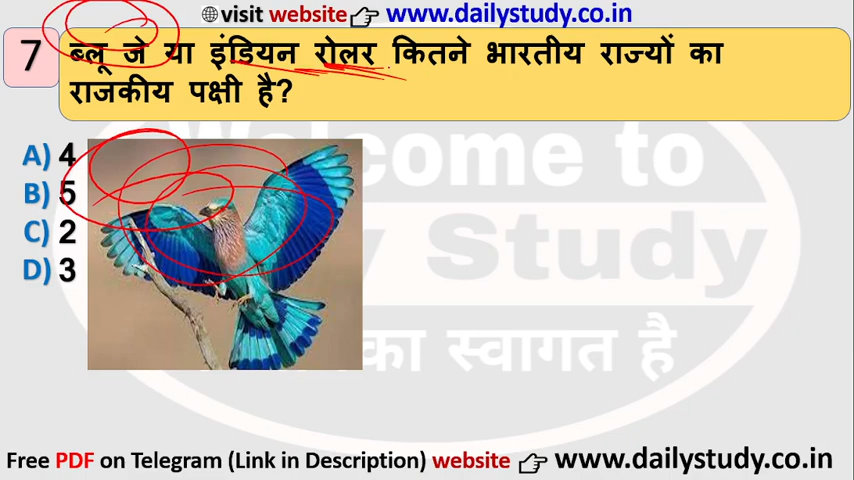 visit website www.dailystudy.co.in
7 ब्लू जे या इंडियन रोलर कितने भारतीय राज्यों का
राजकीय पक्षी है?
A) 4
B) 5
C) 2
D) 3
come to
Study
का स्वागत है
Free PDF on Telegram (Link in Description) website www.dailystudy.co.in